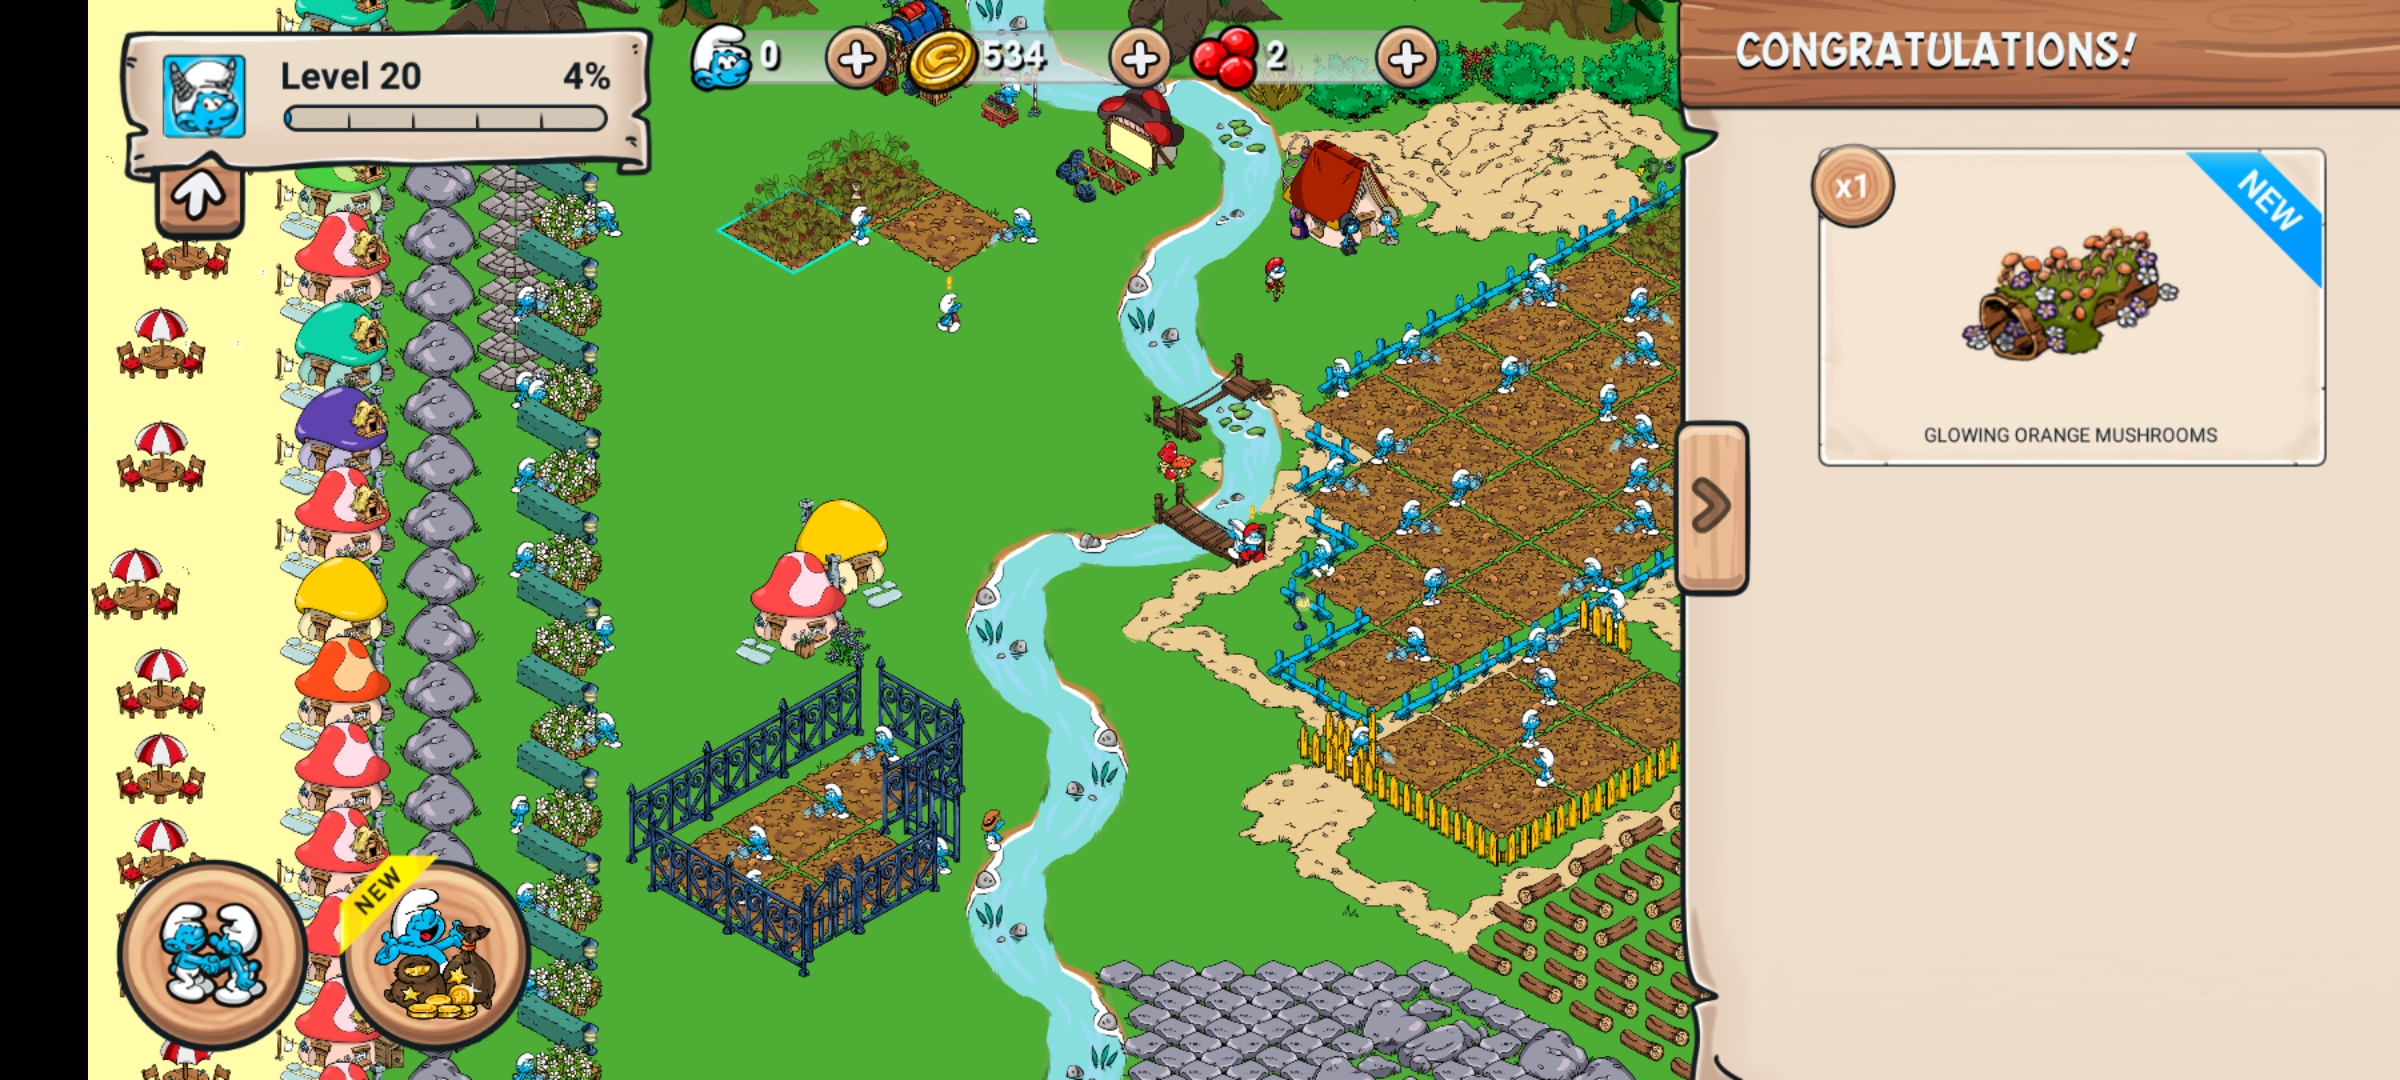 Level 20 4%
0
534
2
CONGRATULATIONS!
x1
NEW
GLOWING ORANGE MUSHROOMS
NEW